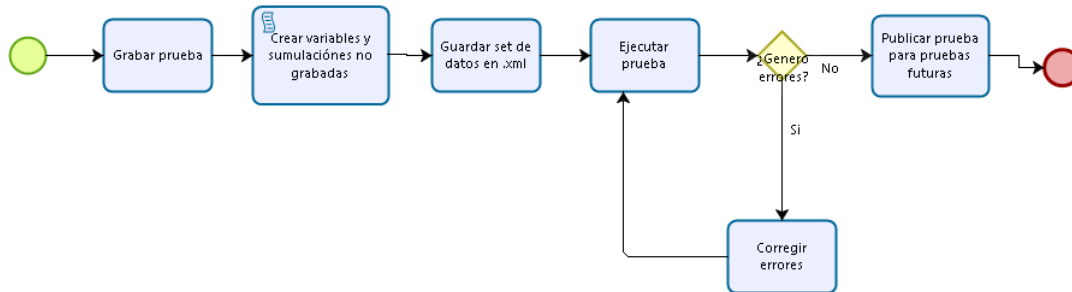 Grabar prueba
Crear variables y
sumulaciónes no
grabadas
Guardar set de
datos en .xml
Ejecutar
prueba
¿Genero
errores?
No
Publicar prueba
para pruebas
futuras
Si
Corregir
errores